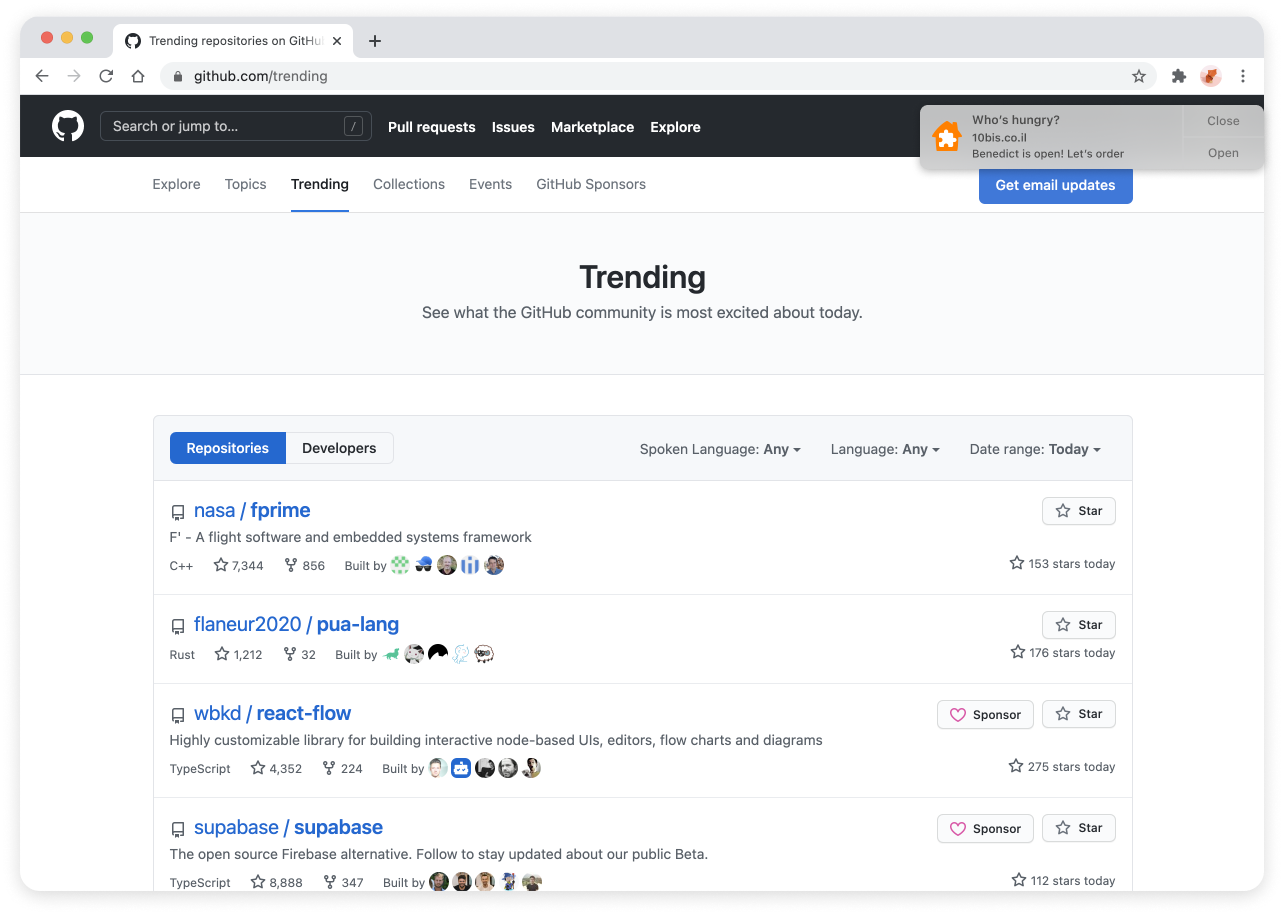 Trending repositories on GitHu
github.com/trending
Search or jump to...
/
Pull requests
Issues
Marketplace
Explore
Who's hungry?
10bis.co.il
Benedict is open! Let's order
Close
Open
Explore
Topics
Trending
Collections
Events
GitHub Sponsors
Get email updates
Trending
See what the GitHub community is most excited about today.
Repositories
Developers
Spoken Language: Any
Language: Any
Date range: Today
nasa / fprime
Star
F' - A flight software and embedded systems framework
C++ 7,344 856 Built by
153 stars today
flaneur2020 / pua-lang
Star
Rust 1,212 32 Built by
176 stars today
wbkd / react-flow
Sponsor
Star
Highly customizable library for building interactive node-based UIs, editors, flow charts and diagrams
TypeScript 4,352 224 Built by
275 stars today
supabase / supabase
Sponsor
Star
The open source Firebase alternative. Follow to stay updated about our public Beta.
TypeScript 8,888 347 Built by
112 stars today